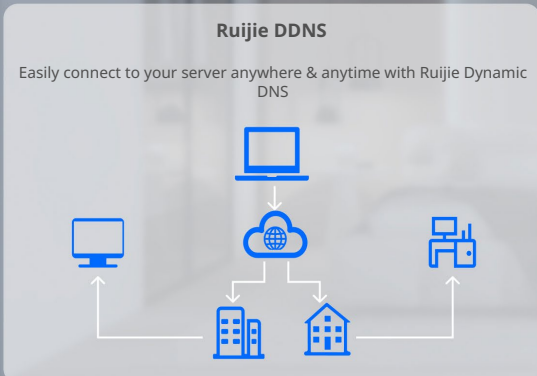 Ruijie DDNS
Easily connect to your server anywhere & anytime with Ruijie Dynamic
DNS